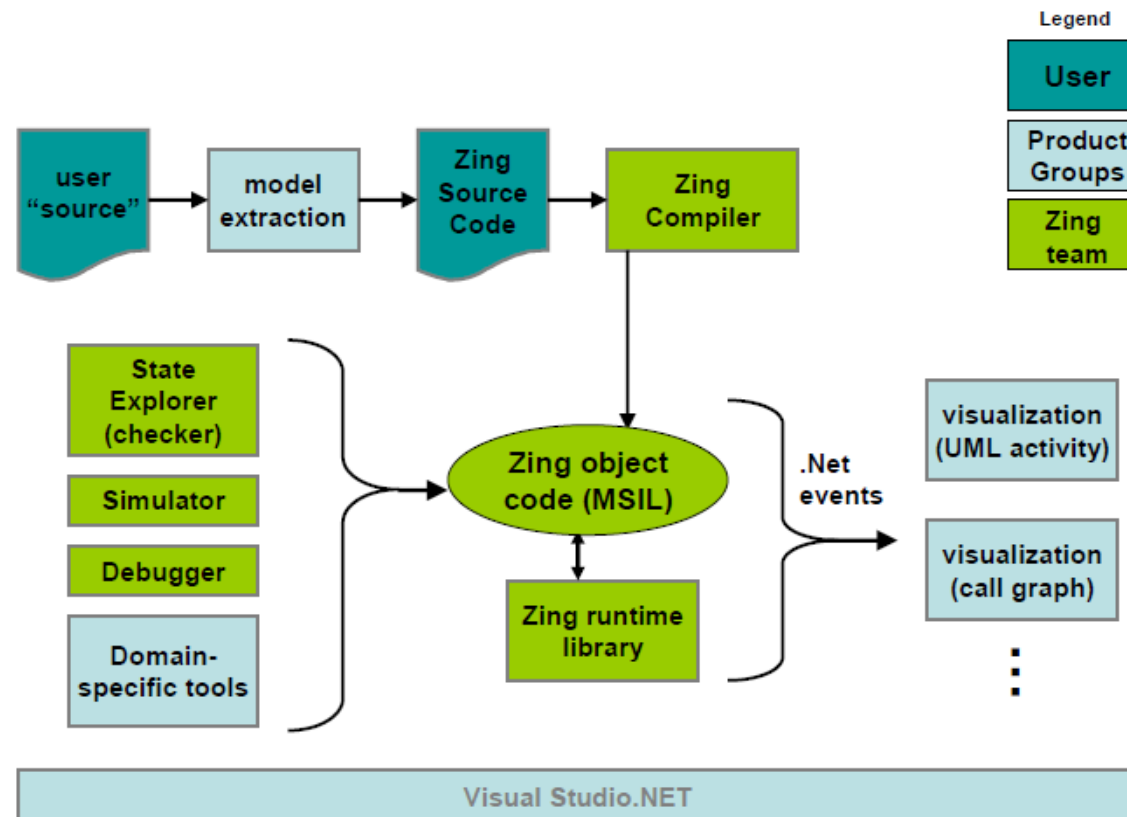 Legend
User
Product
Groups
Zing
team
user
“source”
model
extraction
Zing
Source
Code
Zing
Compiler
State
Explorer
(checker)
Simulator
Debugger
Domain-
specific tools
Zing object
code (MSIL)
Zing runtime
library
.Net
events
visualization
(UML activity)
visualization
(call graph)
Visual Studio.NET